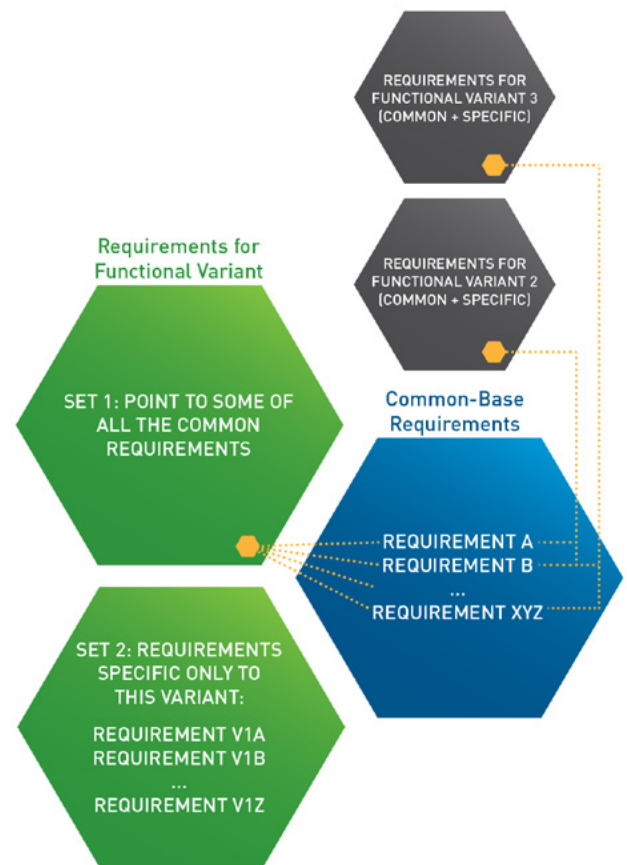 REQUIREMENTS FOR
FUNCTIONAL VARIANT 3
(COMMON + SPECIFIC)
REQUIREMENTS FOR
FUNCTIONAL VARIANT 2
(COMMON + SPECIFIC)
Requirements for
Functional Variant
SET 1: POINT TO SOME OF
ALL THE COMMON
REQUIREMENTS
Common-Base
Requirements
REQUIREMENT A
REQUIREMENT B
...
REQUIREMENT XYZ
SET 2: REQUIREMENTS
SPECIFIC ONLY TO
THIS VARIANT:
REQUIREMENT V1A
REQUIREMENT V1B
...
REQUIREMENT V1Z